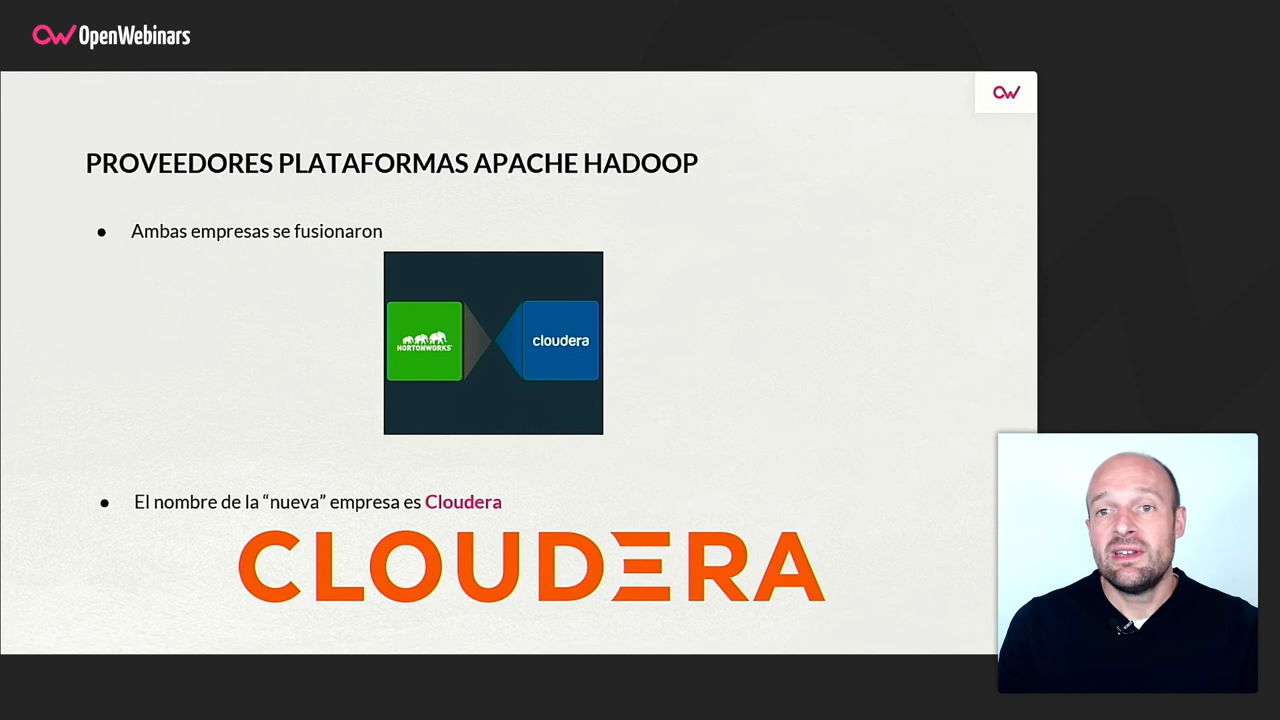 OpenWebinars
PROVEEDORES PLATAFORMAS APACHE HADOOP
● Ambas empresas se fusionaron
HORTONWORKS
cloudera
● El nombre de la “nueva” empresa es Cloudera
CLOUDERA